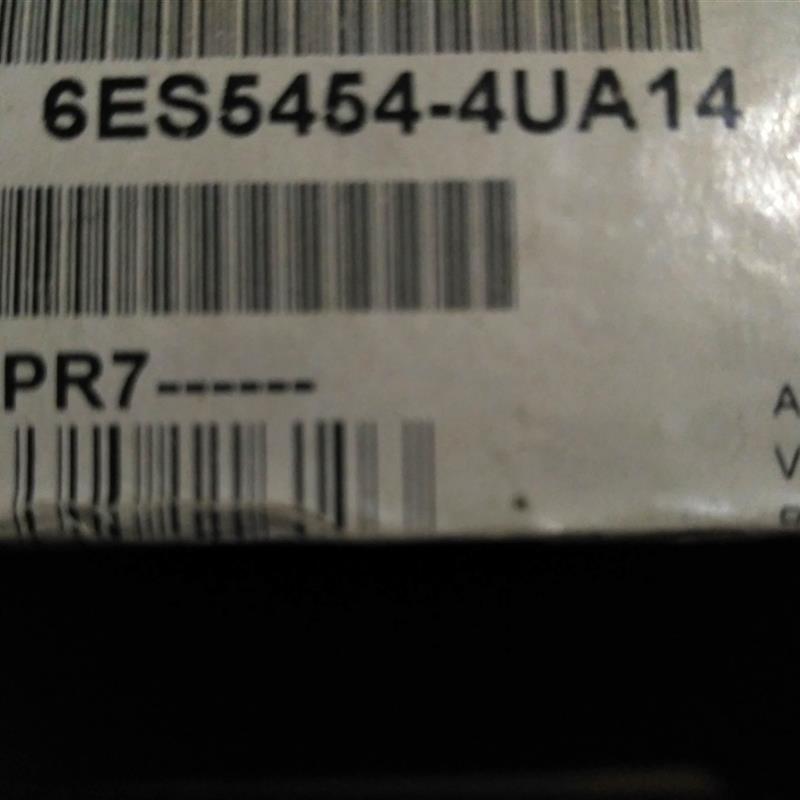 6ES5454-4UA14
PR7------
A
V